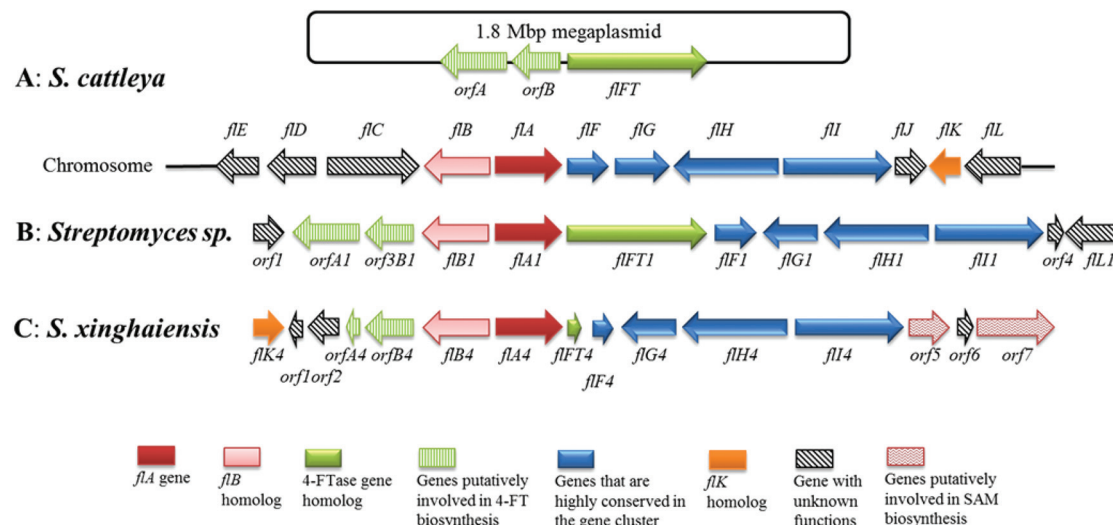 1.8 Mbp megaplasmid
A: S. cattleya
orfA orfB flFT
flE flD flC flB flA flF flG flH flI flJ flK flL
Chromosome
B: Streptomyces sp.
orf1 orfA1 orf3B1 flB1 flA1 flFT1 flF1 flG1 flH1 flI1 orf4 flL1
C: S. xinghaiensis
flK4 orf1 orf2 orfA4 orfB4 flB4 flA4 flFT4 flF4 flG4 flH4 flI4 orf5 orf6 orf7
flA gene
flB
homolog
4-FTase gene
homolog
Genes putatively
involved in 4-FT
biosynthesis
Genes that are
highly conserved in
the gene cluster
flK
homolog
Gene with
unknown
functions
Genes putatively
involved in SAM
biosynthesis